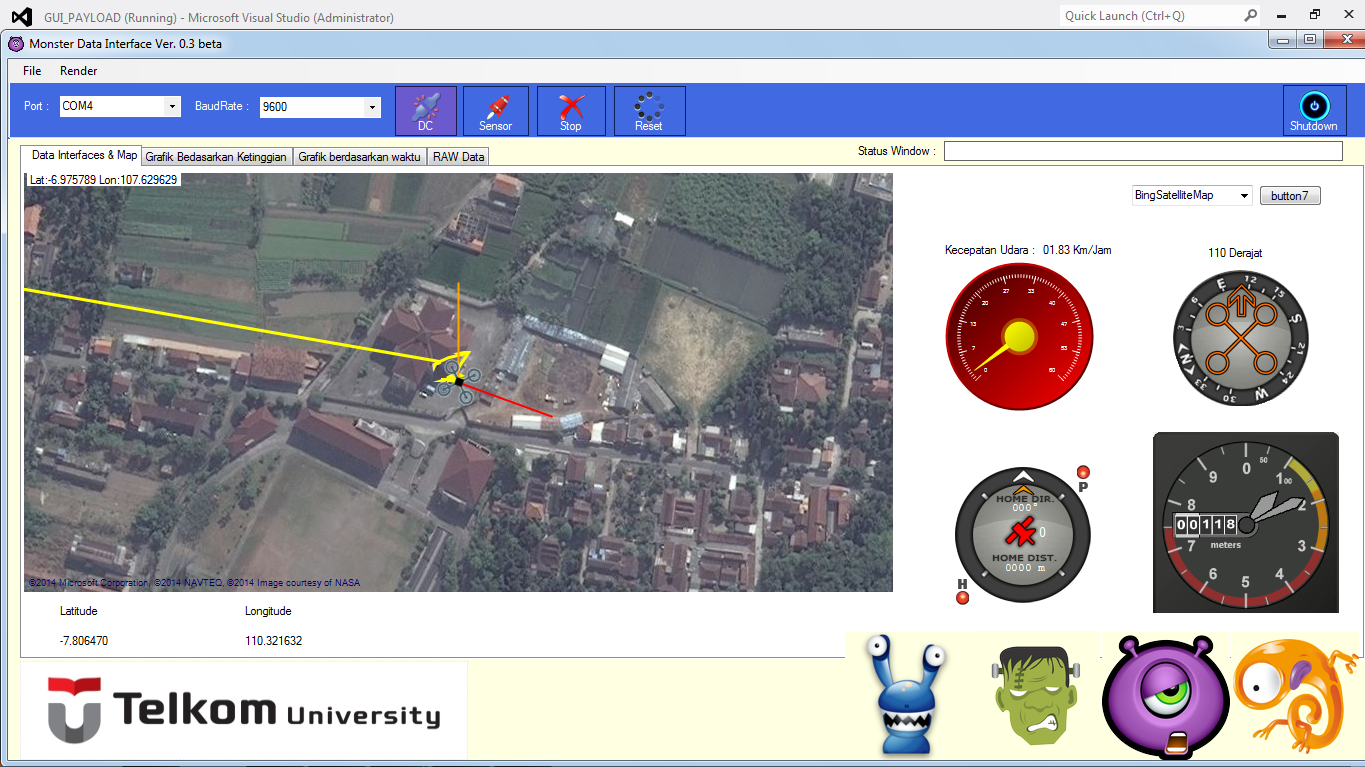 GUI_PAYLOAD (Running) - Microsoft Visual Studio (Administrator)
Quick Launch (Ctrl+Q)
Monster Data Interface Ver. 0.3 beta
File Render
Port : COM4 BaudRate : 9600 DC Sensor Stop Reset Shutdown
Data Interfaces & Map Grafik Bedasarkan Ketinggian Grafik berdasarkan waktu RAW Data Status Window :
Lat:-6.975789 Lon:107.629629
BingSatelliteMap button7
Kecepatan Udara : 01.83 Km/Jam
110 Derajat
0 7 13 20 27 33 40 47 53 60
3 E 12 15 S 21 W 30 N
HOME DIR.
000°
0
HOME DIST.
0000 m
P
H
0 50 100 2 3 4 5 6 7 8 9
00118
meters
©2014 Microsoft Corporation, ©2014 NAVTEQ, ©2014 Image courtesy of NASA
Latitude Longitude
-7.806470 110.321632
Telkom University